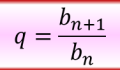 q = b_{n+1} / b_n